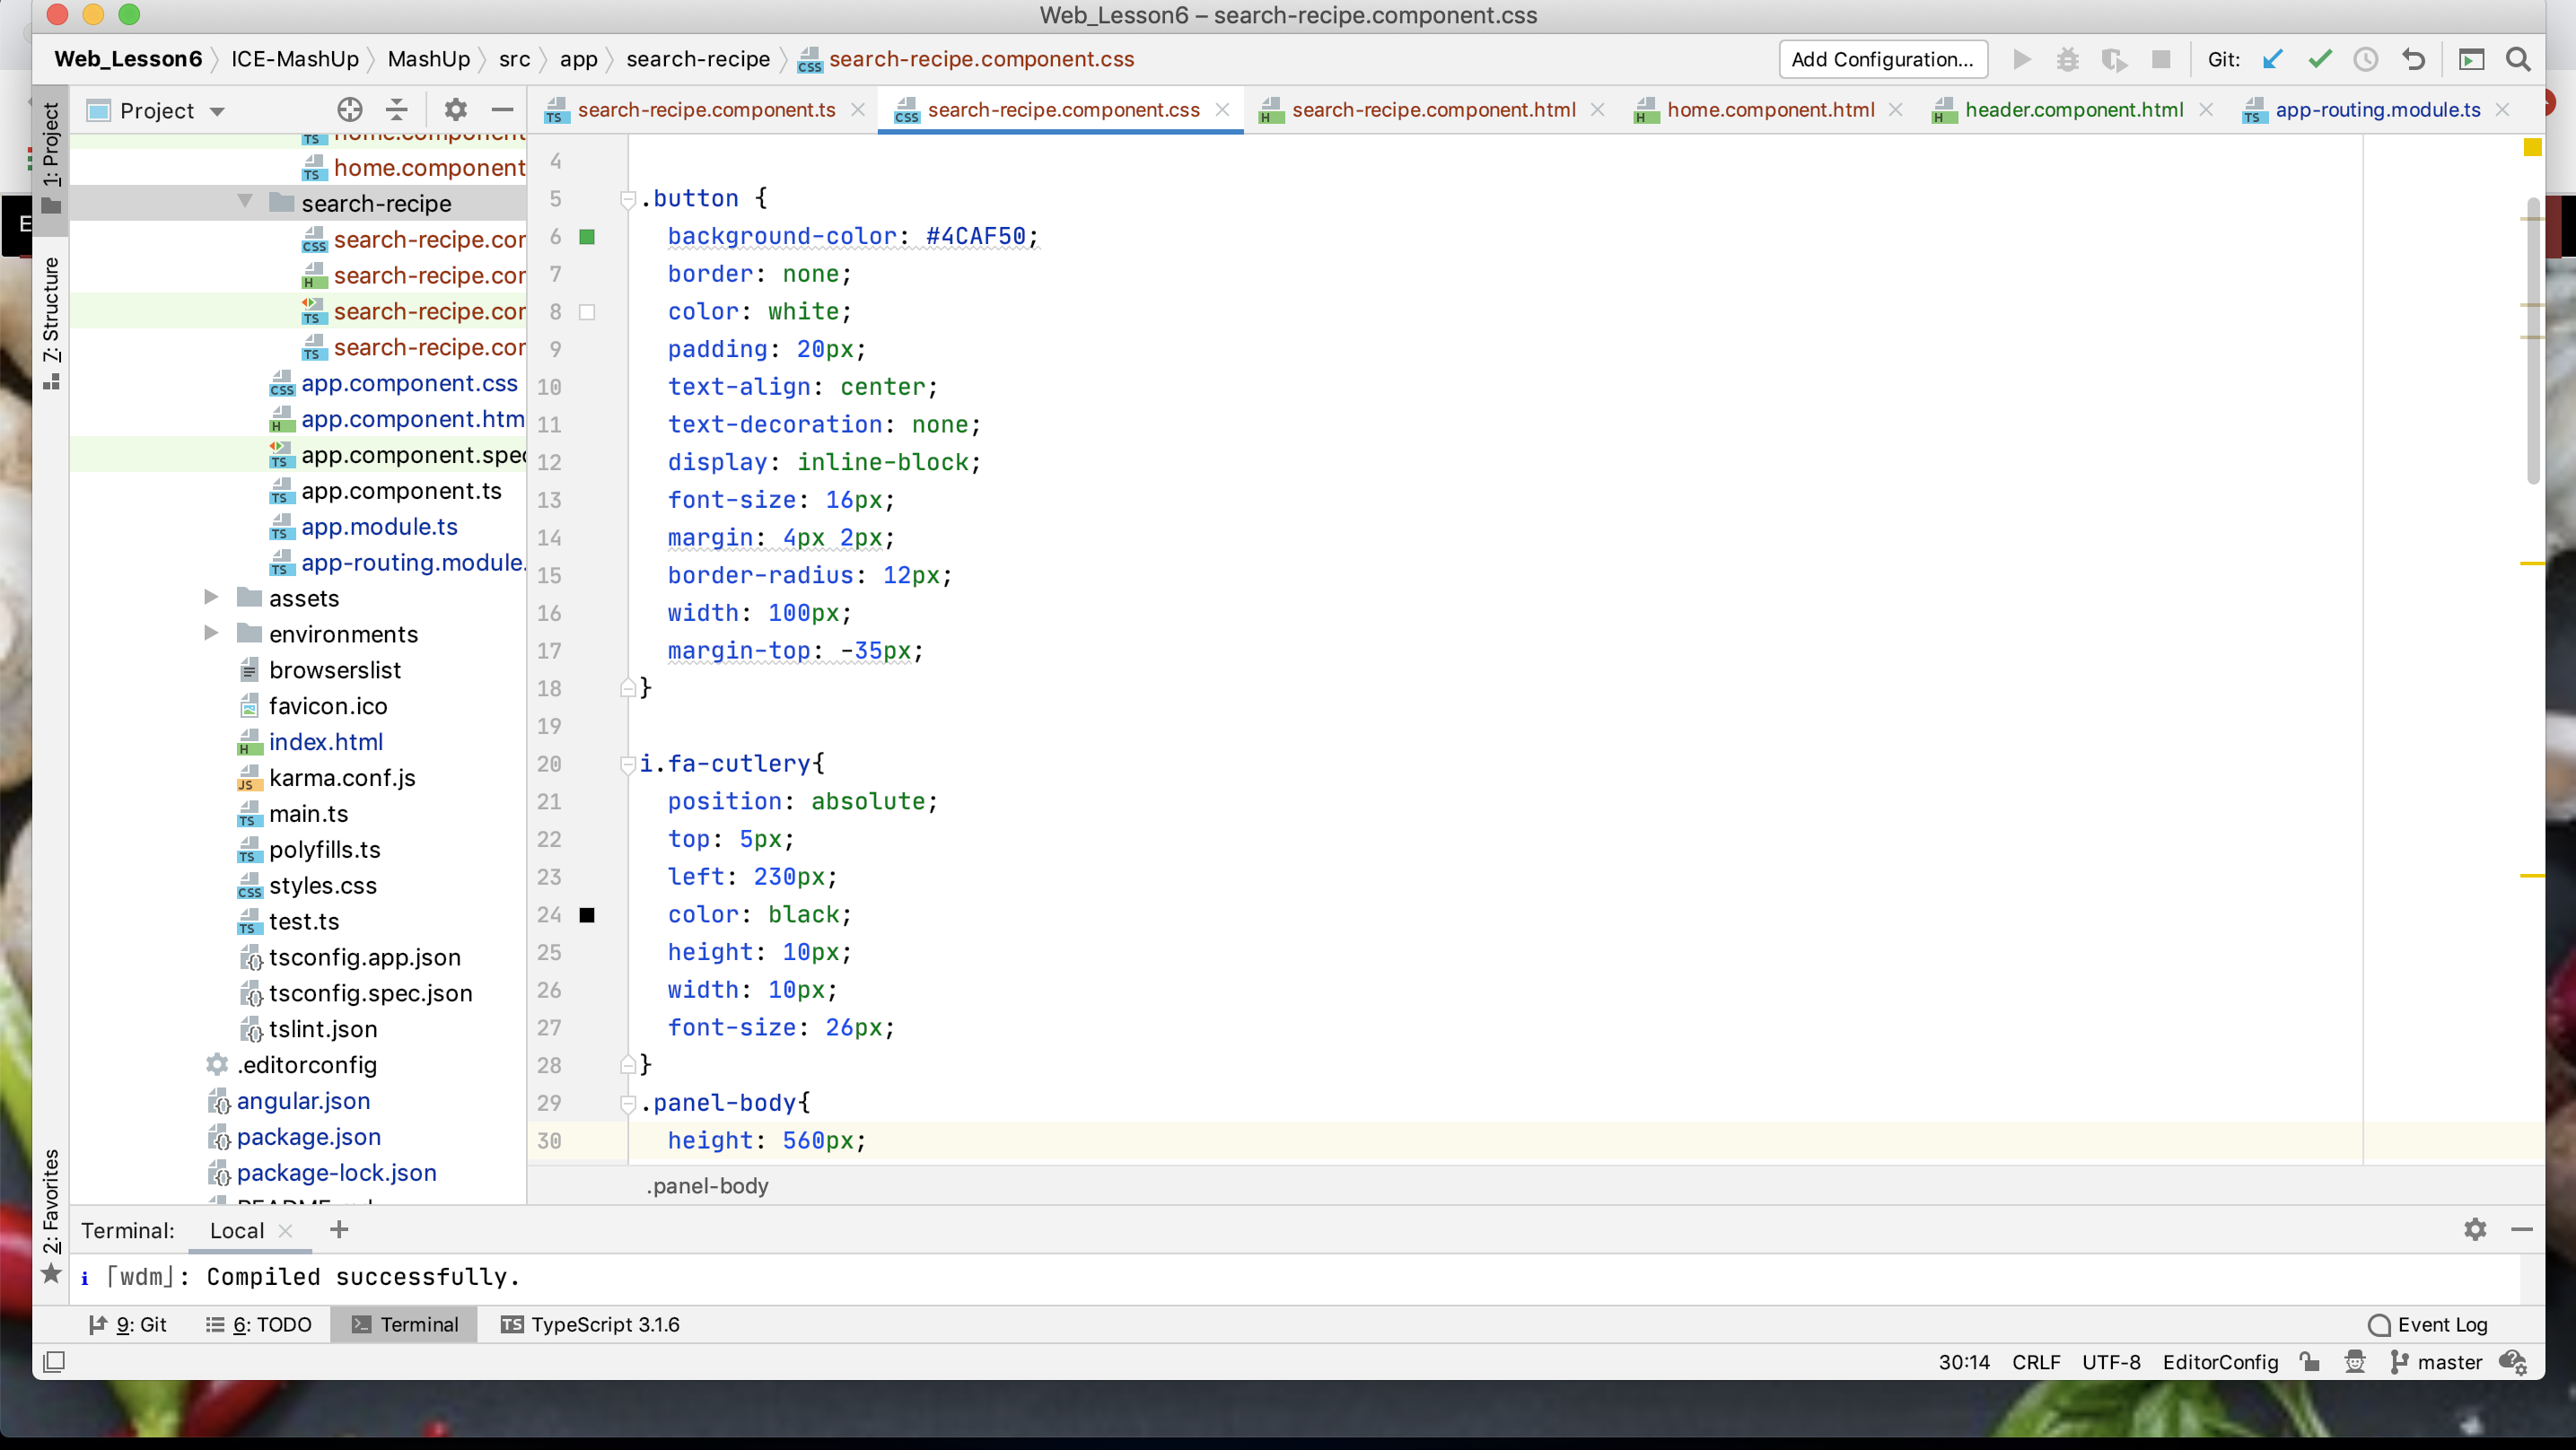 Web_Lesson6 – search-recipe.component.css
Web_Lesson6 ICE-MashUp MashUp src app search-recipe search-recipe.component.css
Add Configuration... Git:
Project
search-recipe.component.ts search-recipe.component.css search-recipe.component.html home.component.html header.component.html app-routing.module.ts
1: Project
7: Structure
2: Favorites
home.component
home.component
search-recipe
search-recipe.cor
search-recipe.cor
search-recipe.cor
search-recipe.cor
app.component.css
app.component.htm
app.component.spec
app.component.ts
app.module.ts
app-routing.module.
assets
environments
browserslist
favicon.ico
index.html
karma.conf.js
main.ts
polyfills.ts
styles.css
test.ts
tsconfig.app.json
tsconfig.spec.json
tslint.json
.editorconfig
angular.json
package.json
package-lock.json
4
5 .button {
6 background-color: #4CAF50;
7 border: none;
8 color: white;
9 padding: 20px;
10 text-align: center;
11 text-decoration: none;
12 display: inline-block;
13 font-size: 16px;
14 margin: 4px 2px;
15 border-radius: 12px;
16 width: 100px;
17 margin-top: -35px;
18 }
19
20 i.fa-cutlery{
21 position: absolute;
22 top: 5px;
23 left: 230px;
24 color: black;
25 height: 10px;
26 width: 10px;
27 font-size: 26px;
28 }
29 .panel-body{
30 height: 560px;
.panel-body
Terminal: Local
i ｢wdm｣: Compiled successfully.
9: Git 6: TODO Terminal TypeScript 3.1.6 Event Log
30:14 CRLF UTF-8 EditorConfig master